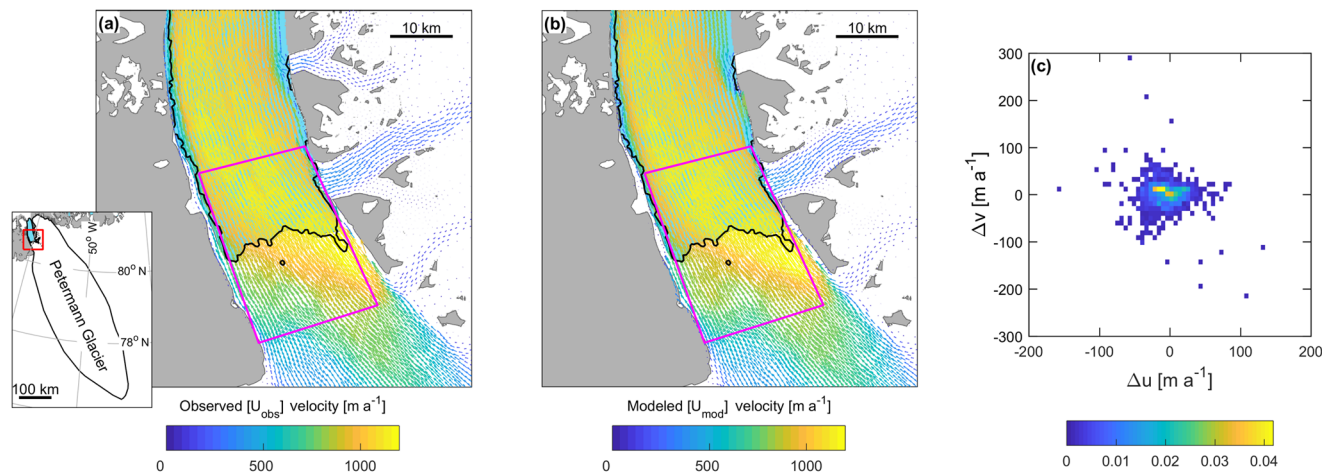 (a)
10 km
(b)
10 km
(c)
300
200
100
0
-100
-200
-300
-200
-100
0
100
200
Δv [m a⁻¹]
Δu [m a⁻¹]
50° W
80° N
78° N
Petermann Glacier
100 km
Observed [U_obs] velocity [m a⁻¹]
0
500
1000
Modeled [U_mod] velocity [m a⁻¹]
0
500
1000
0
0.01
0.02
0.03
0.04